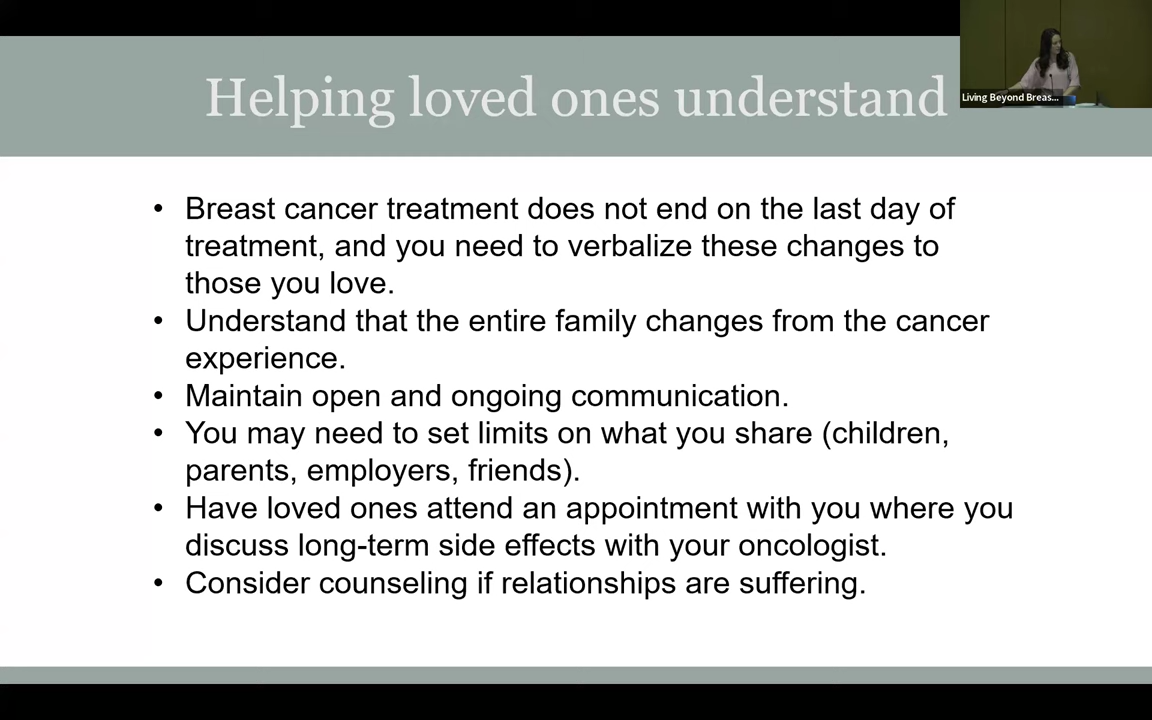 Helping loved ones understand
Living Beyond Breas...
• Breast cancer treatment does not end on the last day of
treatment, and you need to verbalize these changes to
those you love.
• Understand that the entire family changes from the cancer
experience.
• Maintain open and ongoing communication.
• You may need to set limits on what you share (children,
parents, employers, friends).
• Have loved ones attend an appointment with you where you
discuss long-term side effects with your oncologist.
• Consider counseling if relationships are suffering.